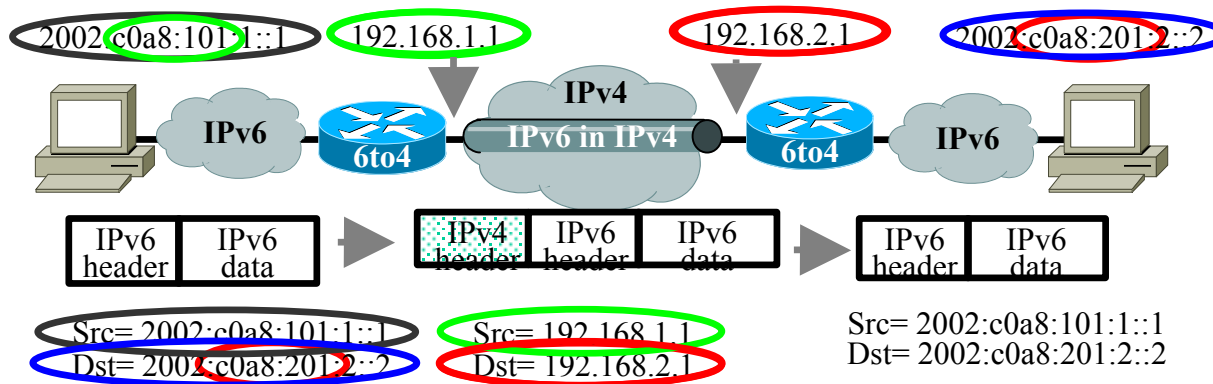 2002:c0a8:101:1::1
192.168.1.1
192.168.2.1
2002:c0a8:201:2::2
IPv4
IPv6
IPv6 in IPv4
IPv6
6to4
6to4
IPv6
header
IPv6
data
IPv4
header
IPv6
header
IPv6
data
IPv6
header
IPv6
data
Src= 2002:c0a8:101:1::1
Dst= 2002:c0a8:201:2::2
Src= 192.168.1.1
Dst= 192.168.2.1
Src= 2002:c0a8:101:1::1
Dst= 2002:c0a8:201:2::2